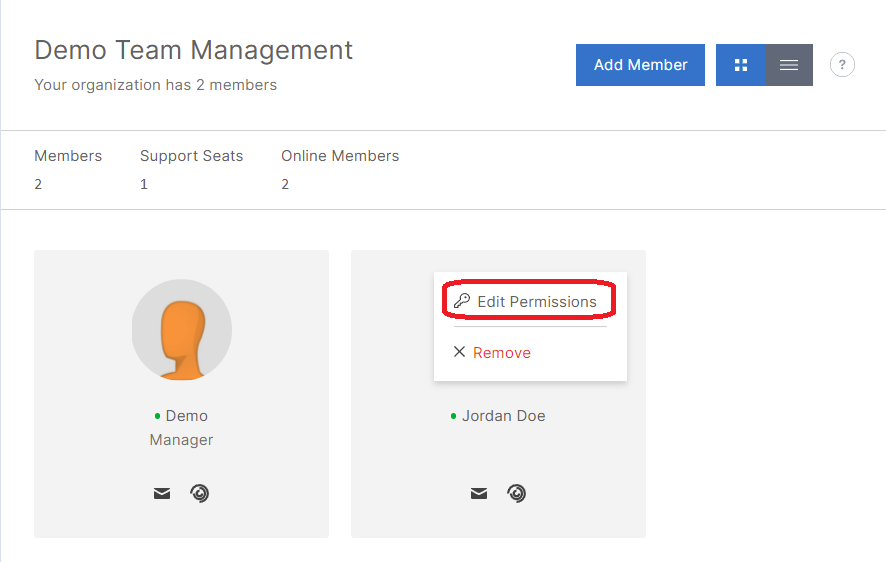 Demo Team Management
Your organization has 2 members
Add Member
?
Members
Support Seats
Online Members
2
1
2
Edit Permissions
Remove
Demo
Manager
Jordan Doe